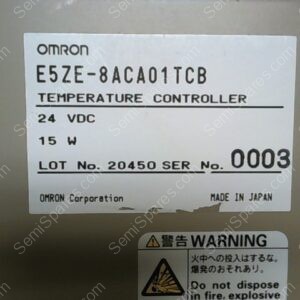 OMRON
E5ZE-8ACA01TCB
TEMPERATURE CONTROLLER
24 VDC
15 W
LOT No. 20450 SER No. 0003
OMRON Corporation MADE IN JAPAN
警告 WARNING
火中への投入はするな。
爆発のおそれあり。
Do not dispose
in fire. explosive
SemiSpares.com